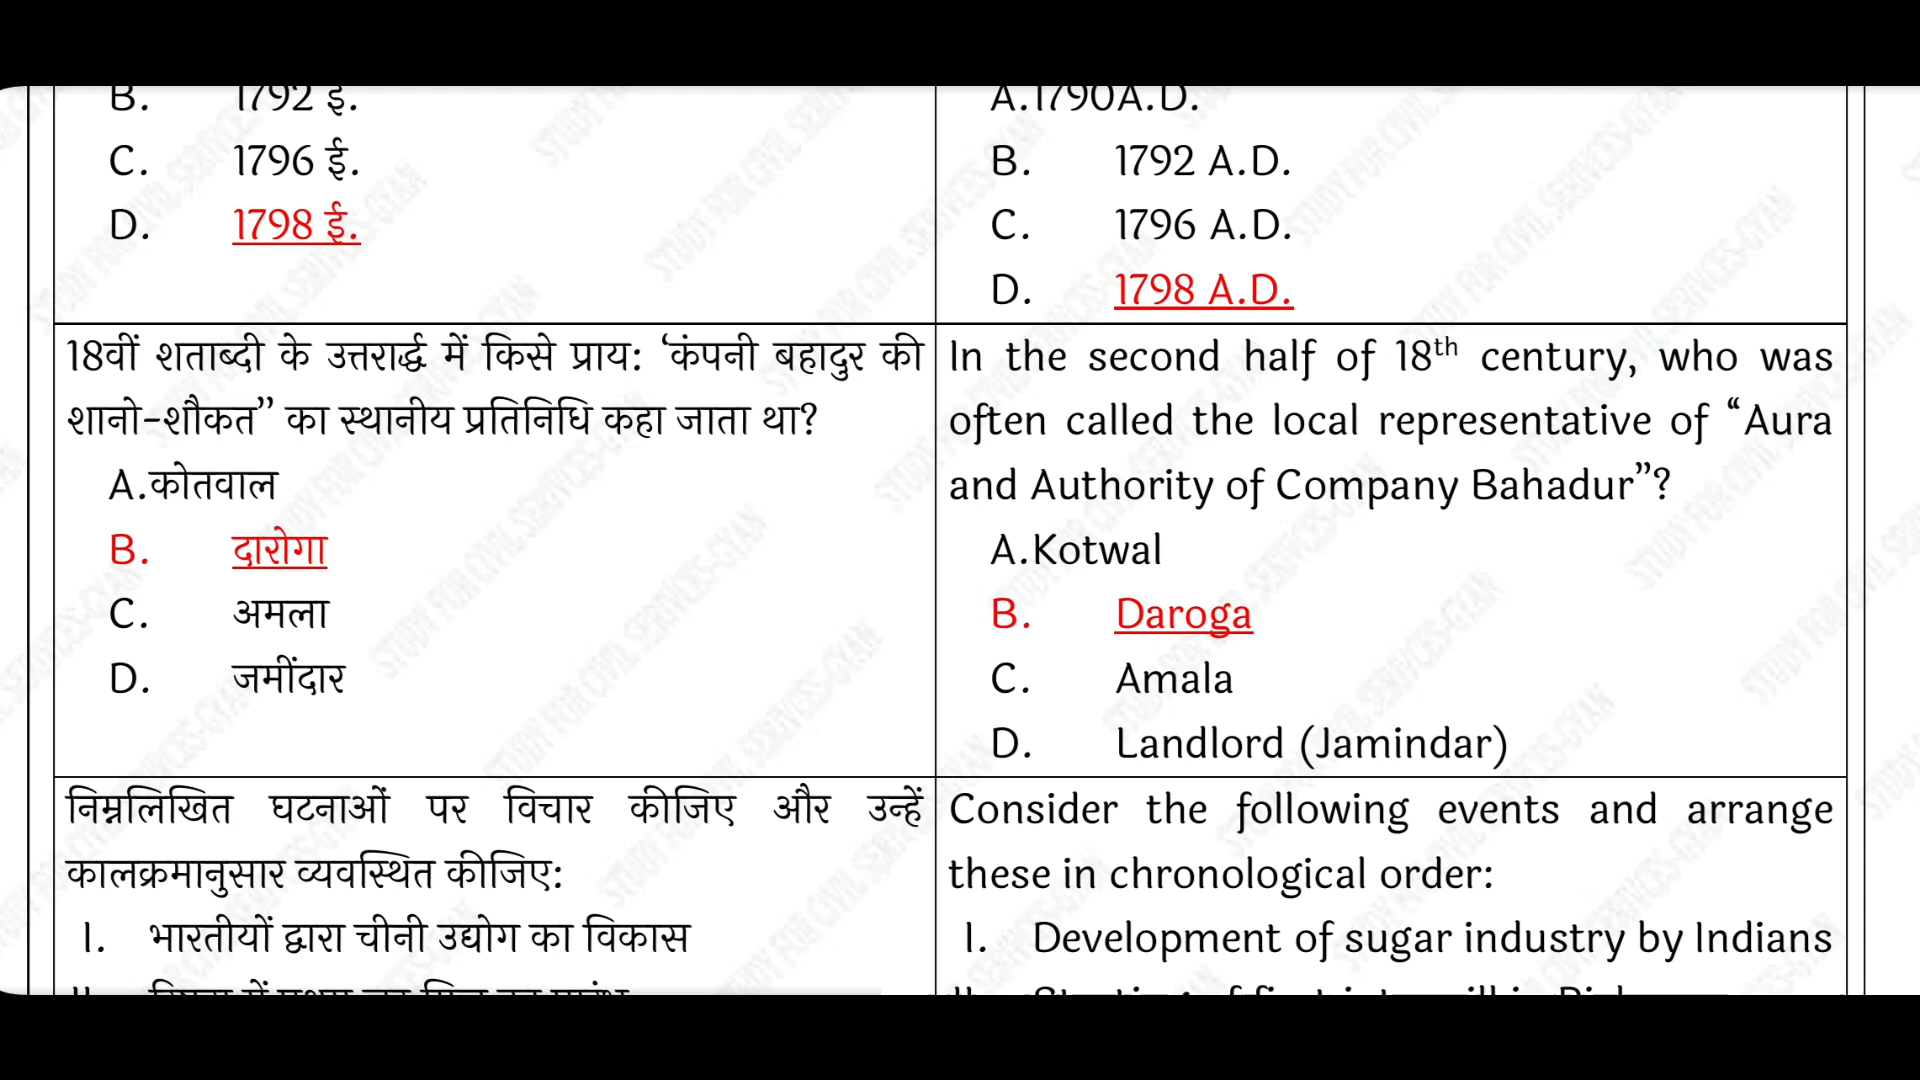 B. 1792 ई.
C. 1796 ई.
D. 1798 ई.
18वीं शताब्दी के उत्तरार्द्ध में किसे प्राय: ‘कंपनी बहादुर की
शानो-शौकत” का स्थानीय प्रतिनिधि कहा जाता था?
A.कोतवाल
B. दारोगा
C. अमला
D. जमींदार
निम्नलिखित घटनाओं पर विचार कीजिए और उन्हें
कालक्रमानुसार व्यवस्थित कीजिए:
I. भारतीयों द्वारा चीनी उद्योग का विकास
A.1790A.D.
B. 1792 A.D.
C. 1796 A.D.
D. 1798 A.D.
In the second half of 18th century, who was
often called the local representative of “Aura
and Authority of Company Bahadur”?
A.Kotwal
B. Daroga
C. Amala
D. Landlord (Jamindar)
Consider the following events and arrange
these in chronological order:
I. Development of sugar industry by Indians